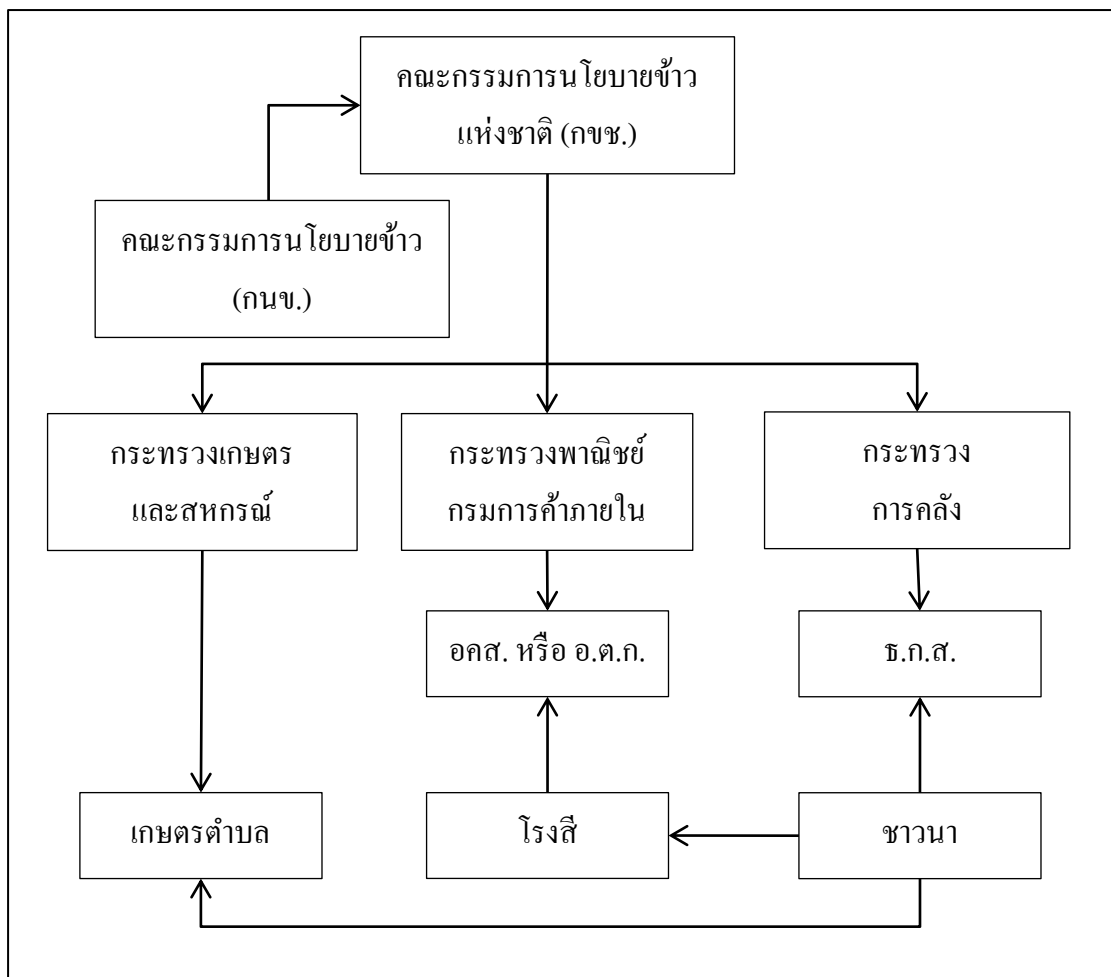 คณะกรรมการนโยบายข้าว
แห่งชาติ (กขช.)
คณะกรรมการนโยบายข้าว
(กนข.)
กระทรวงเกษตร
และสหกรณ์
กระทรวงพาณิชย์
กรมการค้าภายใน
กระทรวง
การคลัง
อคส. หรือ อ.ต.ก.
ธ.ก.ส.
เกษตรตำบล
โรงสี
ชาวนา